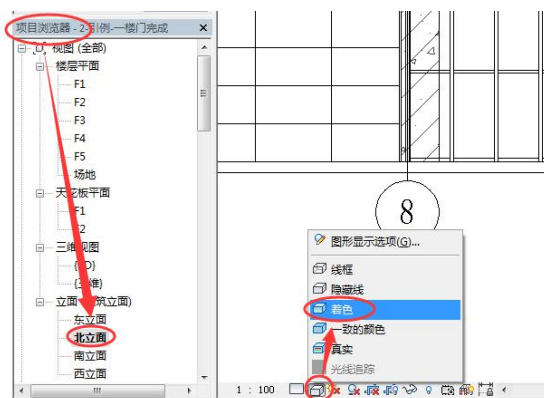 项目浏览器 - 2-引例-一楼门完成
视图 (全部)
楼层平面
F1
F2
F3
F4
F5
场地
天花板平面
F1
F2
三维视图
{3D}
立面(建筑立面)
东立面
北立面
南立面
西立面
8
图形显示选项(G)...
线框
隐藏线
着色
一致的颜色
真实
光线追踪
1 : 100